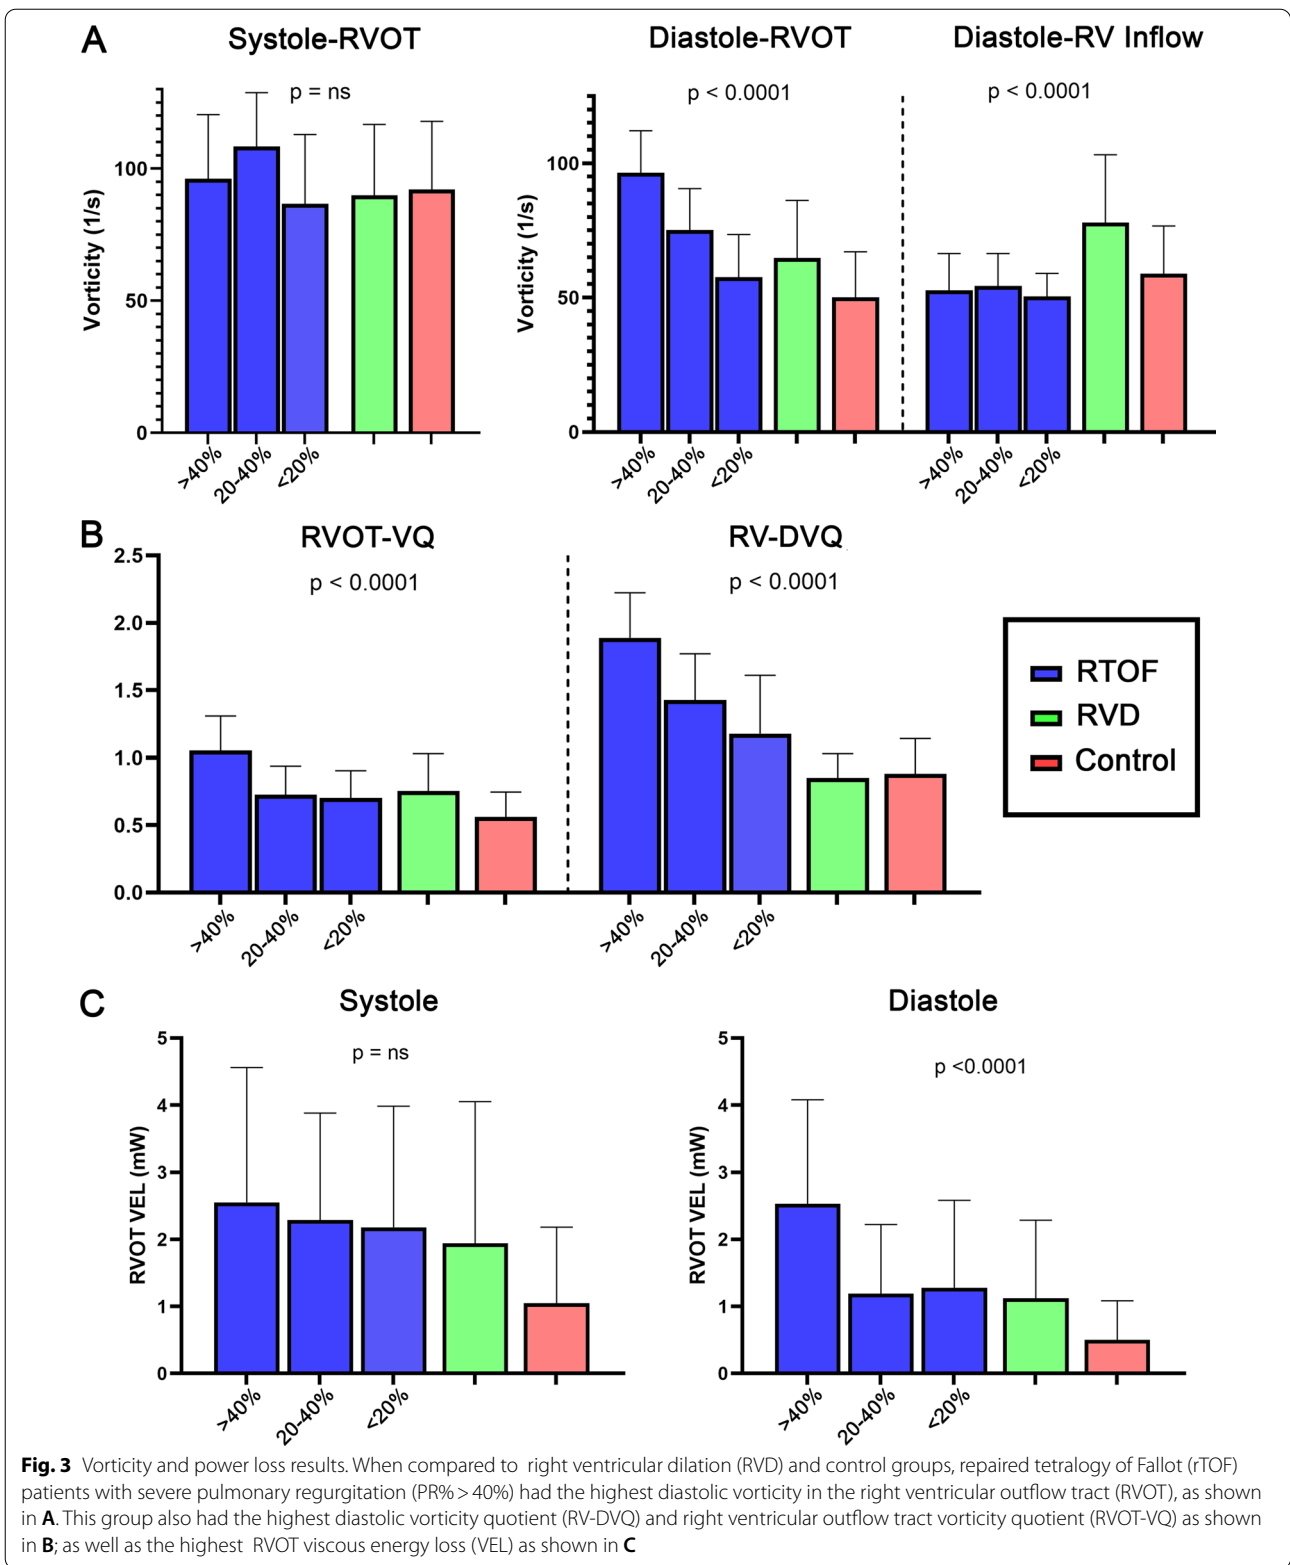 A
Systole-RVOT
p = ns
Vorticity (1/s)
100
50
0
>40%
20-40%
<20%
Diastole-RVOT
Diastole-RV Inflow
p < 0.0001
p < 0.0001
Vorticity (1/s)
100
50
0
>40%
20-40%
<20%
>40%
20-40%
<20%
B
RVOT-VQ
RV-DVQ
p < 0.0001
p < 0.0001
2.5
2.0
1.5
1.0
0.5
0.0
>40%
20-40%
<20%
>40%
20-40%
<20%
RTOF
RVD
Control
C
Systole
p = ns
RVOT VEL (mW)
5
4
3
2
1
0
>40%
20-40%
<20%
Diastole
p <0.0001
RVOT VEL (mW)
5
4
3
2
1
0
>40%
20-40%
<20%
Fig. 3 Vorticity and power loss results. When compared to right ventricular dilation (RVD) and control groups, repaired tetralogy of Fallot (rTOF)
patients with severe pulmonary regurgitation (PR% > 40%) had the highest diastolic vorticity in the right ventricular outflow tract (RVOT), as shown
in A. This group also had the highest diastolic vorticity quotient (RV-DVQ) and right ventricular outflow tract vorticity quotient (RVOT-VQ) as shown
in B; as well as the highest RVOT viscous energy loss (VEL) as shown in C